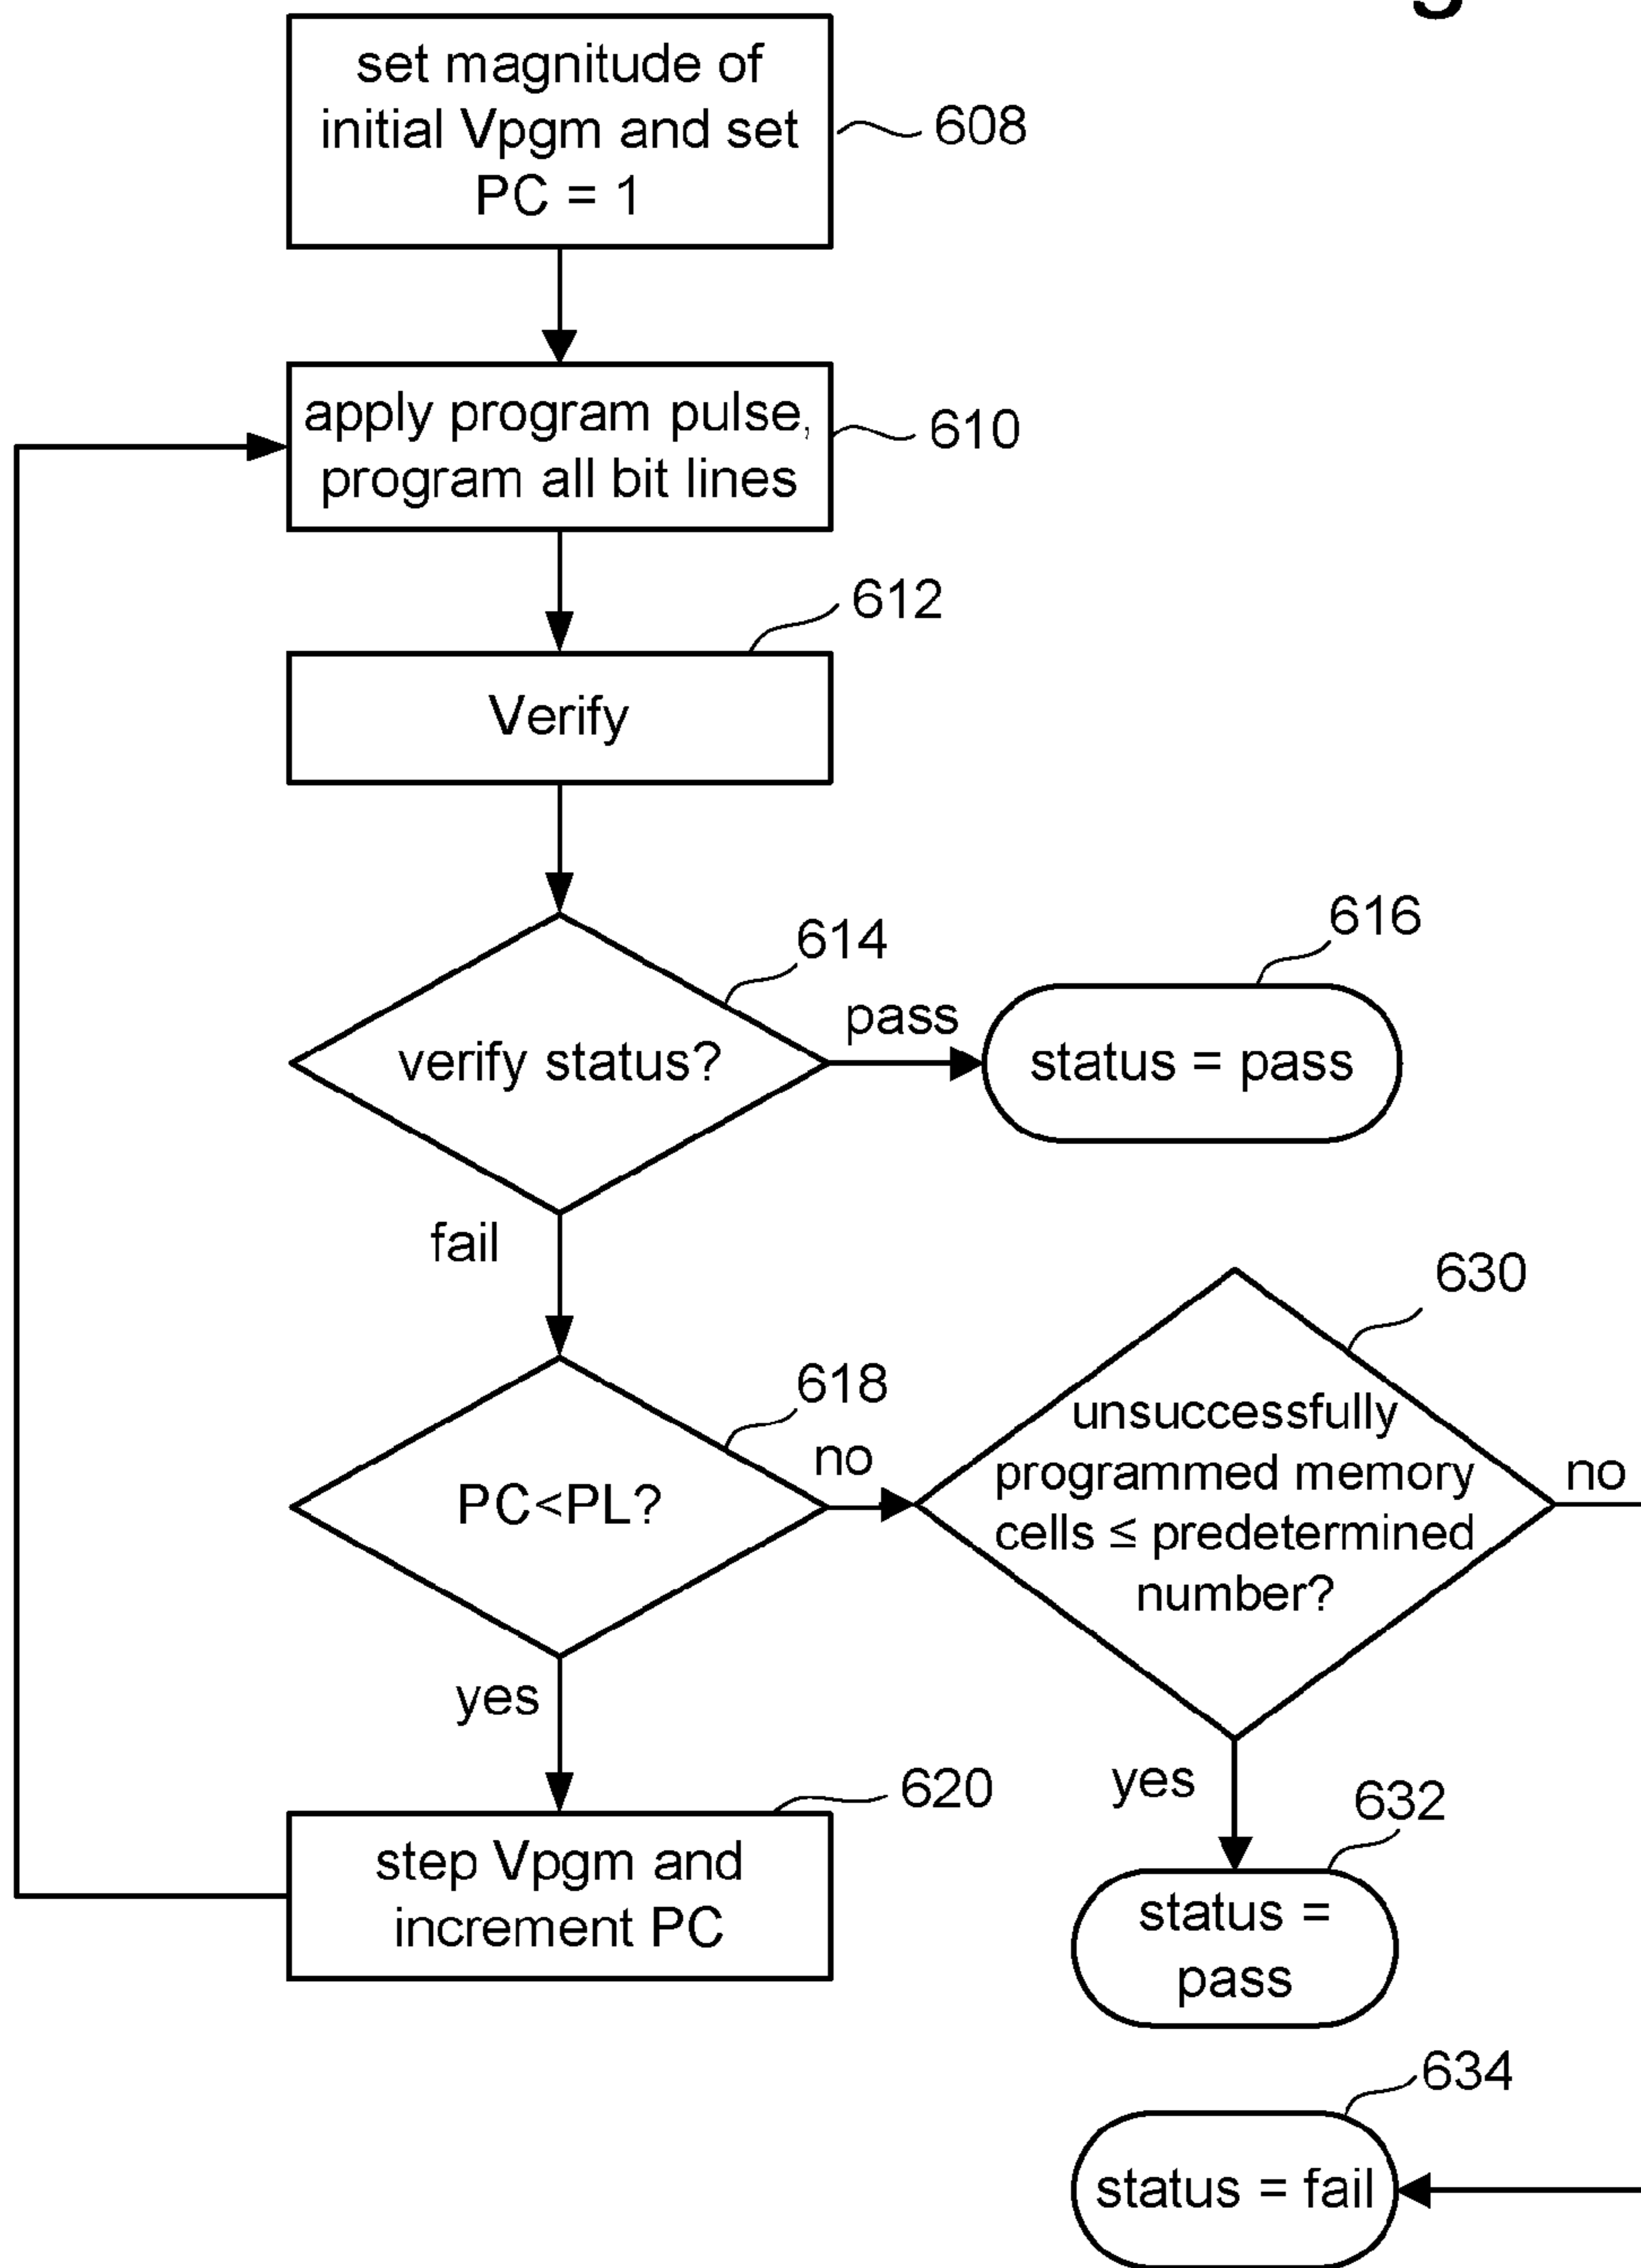 set magnitude of
initial Vpgm and set
PC = 1
608
apply program pulse,
program all bit lines
610
612
Verify
614
verify status?
pass
616
status = pass
fail
618
PC<PL?
no
630
unsuccessfully
programmed memory
cells ≤ predetermined
number?
no
yes
620
step Vpgm and
increment PC
yes
632
status =
pass
634
status = fail